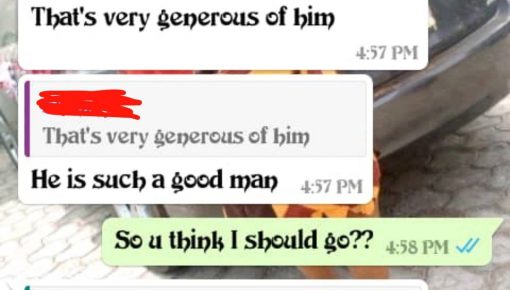 That's very generous of him
4:57 PM
That's very generous of him
He is such a good man 4:57 PM
So u think I should go?? 4:58 PM